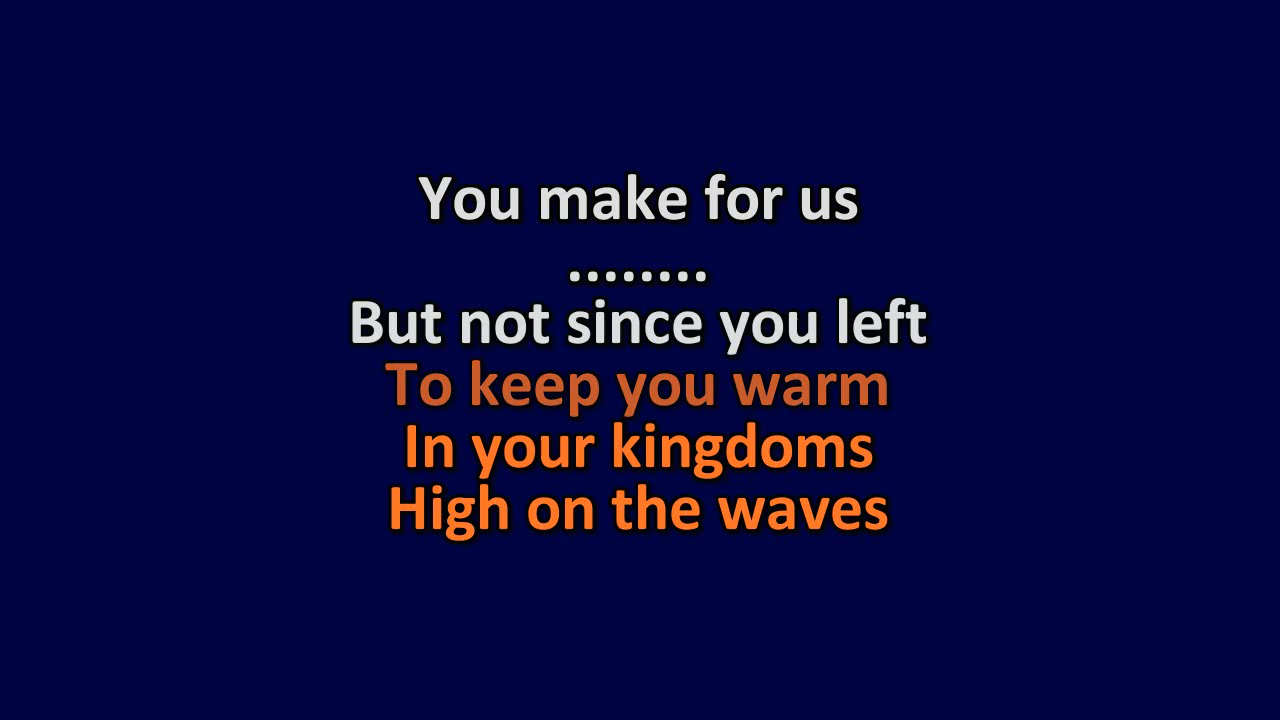 You make for us
........
But not since you left
To keep you warm
In your kingdoms
High on the waves